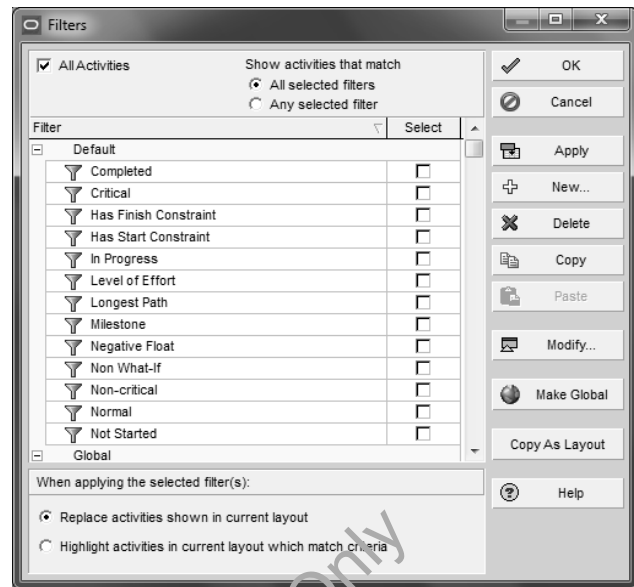 Filters
All Activities
Show activities that match
All selected filters
Any selected filter
Filter Select
Default
Completed
Critical
Has Finish Constraint
Has Start Constraint
In Progress
Level of Effort
Longest Path
Milestone
Negative Float
Non What-If
Non-critical
Normal
Not Started
Global
When applying the selected filter(s):
Replace activities shown in current layout
Highlight activities in current layout which match criteria
OK
Cancel
Apply
New...
Delete
Copy
Paste
Modify...
Make Global
Copy As Layout
Help
Only